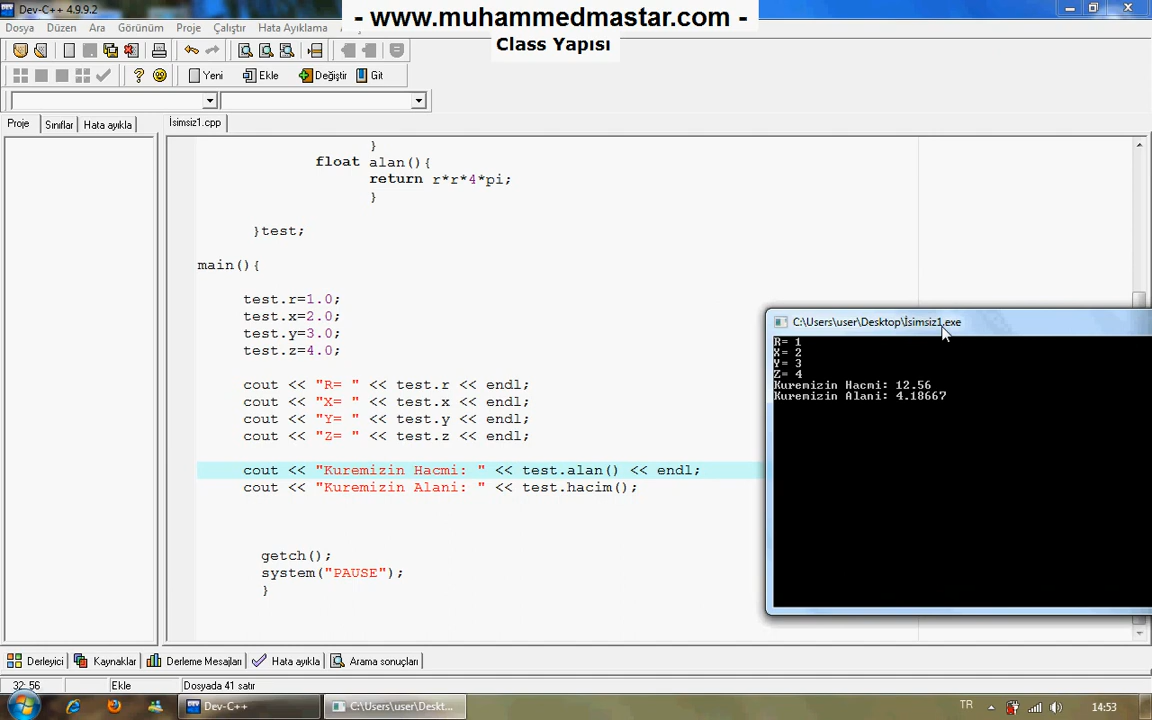 Dev-C++ 4.9.9.2
- www.muhammedmastar.com -
Class Yapısı
Dosya Düzen Ara Görünüm Proje Çalıştır Hata Ayıklama
Yeni Ekle Değiştir Git
Proje Sınıflar Hata ayıkla
İsimsiz1.cpp
}
float alan(){
return r*r*4*pi;
}
}test;
main(){
test.r=1.0;
test.x=2.0;
test.y=3.0;
test.z=4.0;
cout << "R= " << test.r << endl;
cout << "X= " << test.x << endl;
cout << "Y= " << test.y << endl;
cout << "Z= " << test.z << endl;
cout << "Kuremizin Hacmi: " << test.alan() << endl;
cout << "Kuremizin Alani: " << test.hacim();
getch();
system("PAUSE");
}
C:\Users\user\Desktop\İsimsiz1.exe
R= 1
X= 2
Y= 3
Z= 4
Kuremizin Hacmi: 12.56
Kuremizin Alani: 4.18667
Derleyici Kaynaklar Derleme Mesajları Hata ayıkla Arama sonuçları
32: 56 Ekle Dosyada 41 satır
Dev-C++ C:\Users\user\Deskt... TR 14:53